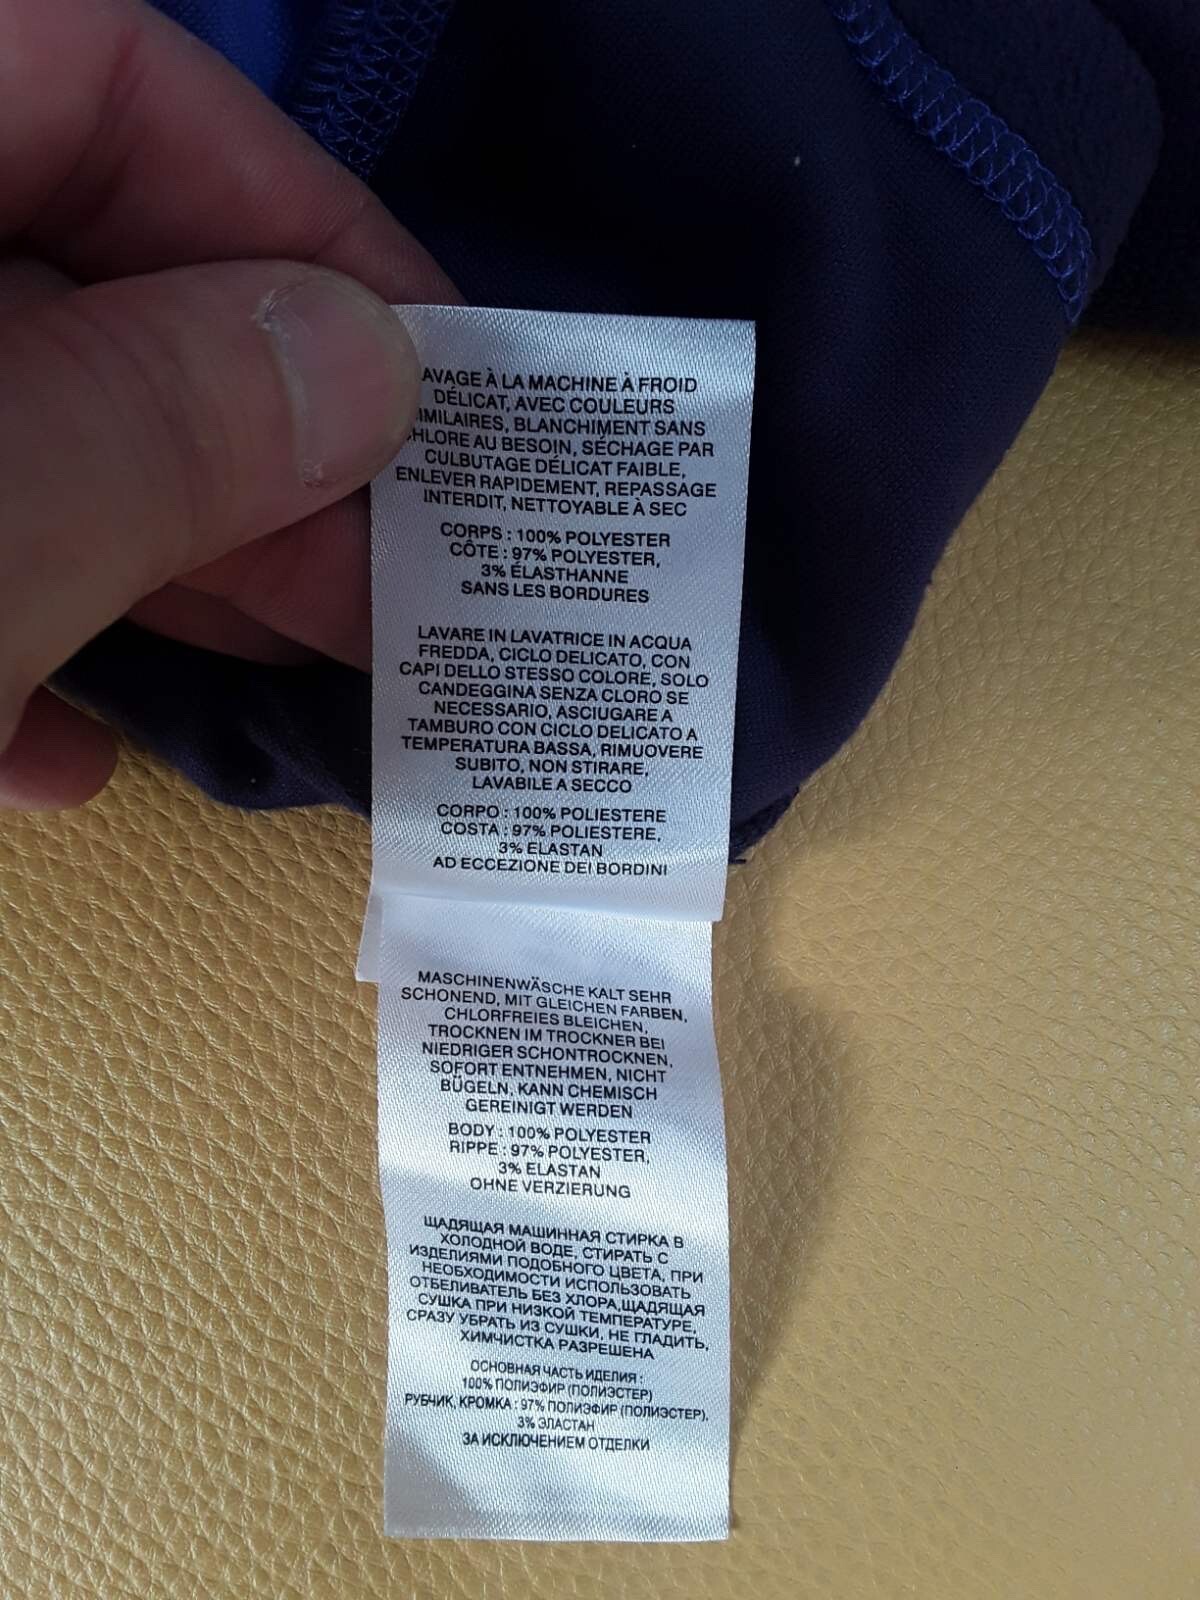 AVAGE À LA MACHINE À FROID
DÉLICAT, AVEC COULEURS
IMILAIRES, BLANCHIMENT SANS
HLORE AU BESOIN, SÉCHAGE PAR
CULBUTAGE DÉLICAT FAIBLE,
ENLEVER RAPIDEMENT, REPASSAGE
INTERDIT, NETTOYABLE À SEC
CORPS : 100% POLYESTER
CÔTE : 97% POLYESTER,
3% ÉLASTHANNE
SANS LES BORDURES
LAVARE IN LAVATRICE IN ACQUA
FREDDA, CICLO DELICATO, CON
CAPI DELLO STESSO COLORE, SOLO
CANDEGGINA SENZA CLORO SE
NECESSARIO, ASCIUGARE A
TAMBURO CON CICLO DELICATO A
TEMPERATURA BASSA, RIMUOVERE
SUBITO, NON STIRARE,
LAVABILE A SECCO
CORPO : 100% POLIESTERE
COSTA : 97% POLIESTERE,
3% ELASTAN
AD ECCEZIONE DEI BORDINI
MASCHINENWÄSCHE KALT SEHR
SCHONEND, MIT GLEICHEN FARBEN,
CHLORFREIES BLEICHEN,
TROCKNEN IM TROCKNER BEI
NIEDRIGER SCHONTROCKNEN,
SOFORT ENTNEHMEN, NICHT
BÜGELN, KANN CHEMISCH
GEREINIGT WERDEN
BODY : 100% POLYESTER
RIPPE : 97% POLYESTER,
3% ELASTAN
OHNE VERZIERUNG
ЩАДЯЩАЯ МАШИННАЯ СТИРКА В
ХОЛОДНОЙ ВОДЕ, СТИРАТЬ С
ИЗДЕЛИЯМИ ПОДОБНОГО ЦВЕТА, ПРИ
НЕОБХОДИМОСТИ ИСПОЛЬЗОВАТЬ
ОТБЕЛИВАТЕЛЬ БЕЗ ХЛОРА,ЩАДЯЩАЯ
СУШКА ПРИ НИЗКОЙ ТЕМПЕРАТУРЕ,
СРАЗУ УБРАТЬ ИЗ СУШКИ, НЕ ГЛАДИТЬ,
ХИМЧИСТКА РАЗРЕШЕНА
ОСНОВНАЯ ЧАСТЬ ИДЕЛИЯ :
100% ПОЛИЭФИР (ПОЛИЭСТЕР)
РУБЧИК, КРОМКА : 97% ПОЛИЭФИР (ПОЛИЭСТЕР),
3% ЭЛАСТАН
ЗА ИСКЛЮЧЕНИЕМ ОТДЕЛКИ